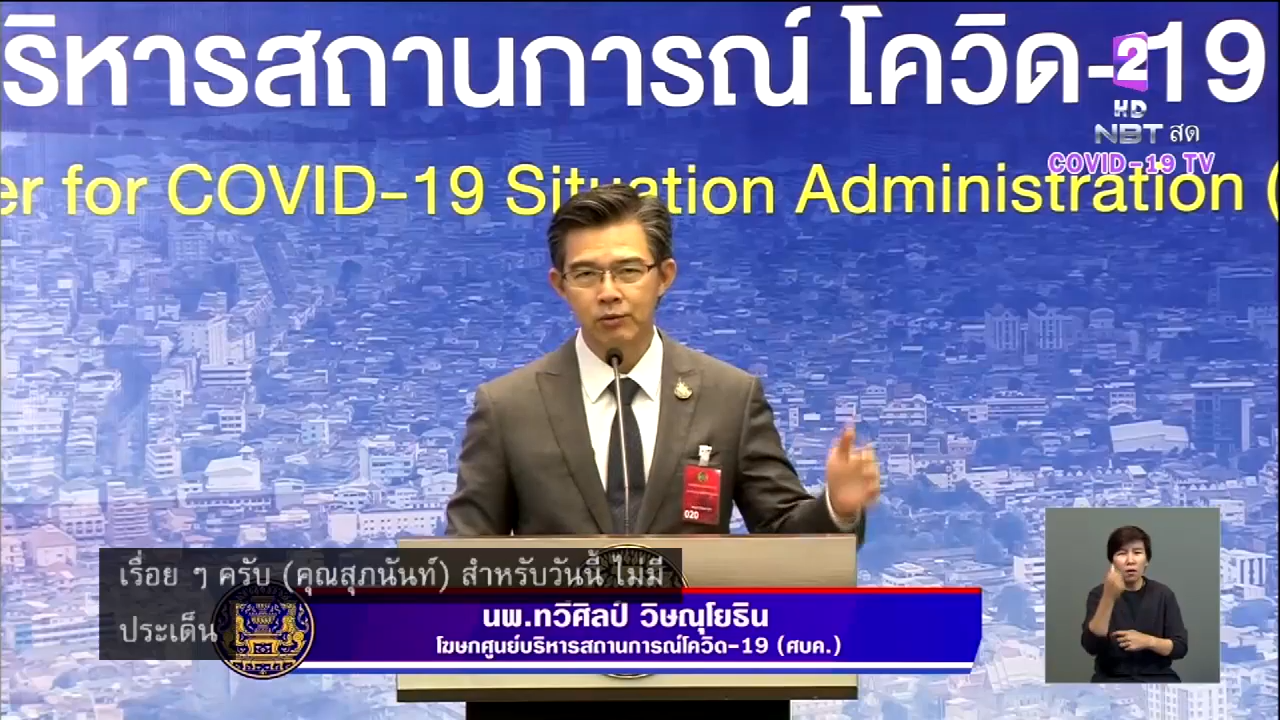 ริหารสถานการณ์ โควิด-19
2
HD
NBT สด
COVID-19 TV
er for COVID-19 Situation Administration (
020
เรื่อย ๆ ครับ (คุณสุภนันท์) สำหรับวันนี้ ไม่มี
ประเด็น
นพ.ทวีศิลป์ วิษณุโยธิน
โฆษกศูนย์บริหารสถานการณ์โควิด-19 (ศบค.)